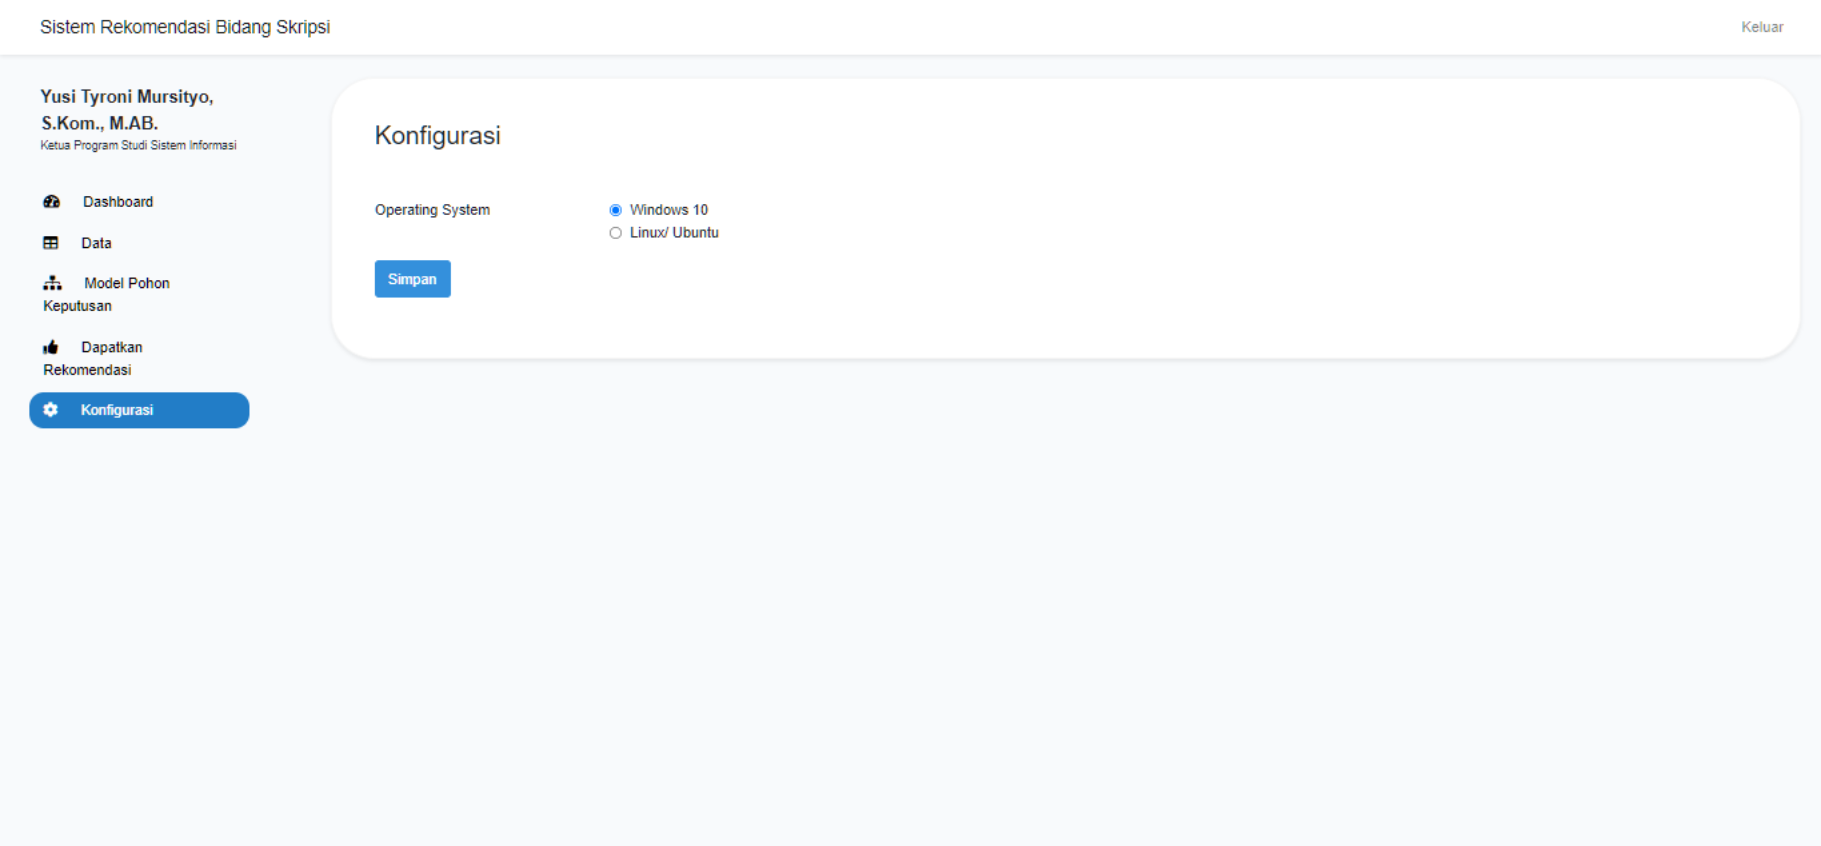 Sistem Rekomendasi Bidang Skripsi
Keluar
Yusi Tyroni Mursityo,
S.Kom., M.AB.
Ketua Program Studi Sistem Informasi
Dashboard
Data
Model Pohon
Keputusan
Dapatkan
Rekomendasi
Konfigurasi
Konfigurasi
Operating System
Windows 10
Linux/ Ubuntu
Simpan